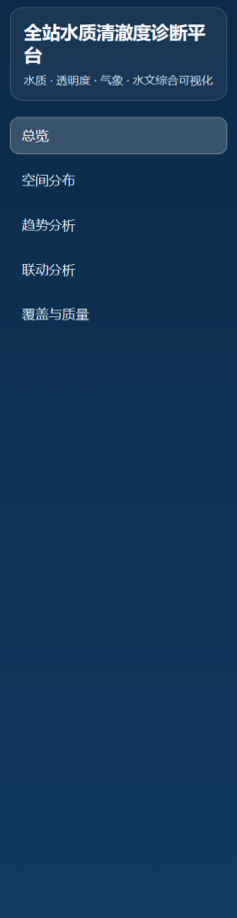 全站水质清澈度诊断平
台
水质 · 透明度 · 气象 · 水文综合可视化
总览
空间分布
趋势分析
联动分析
覆盖与质量